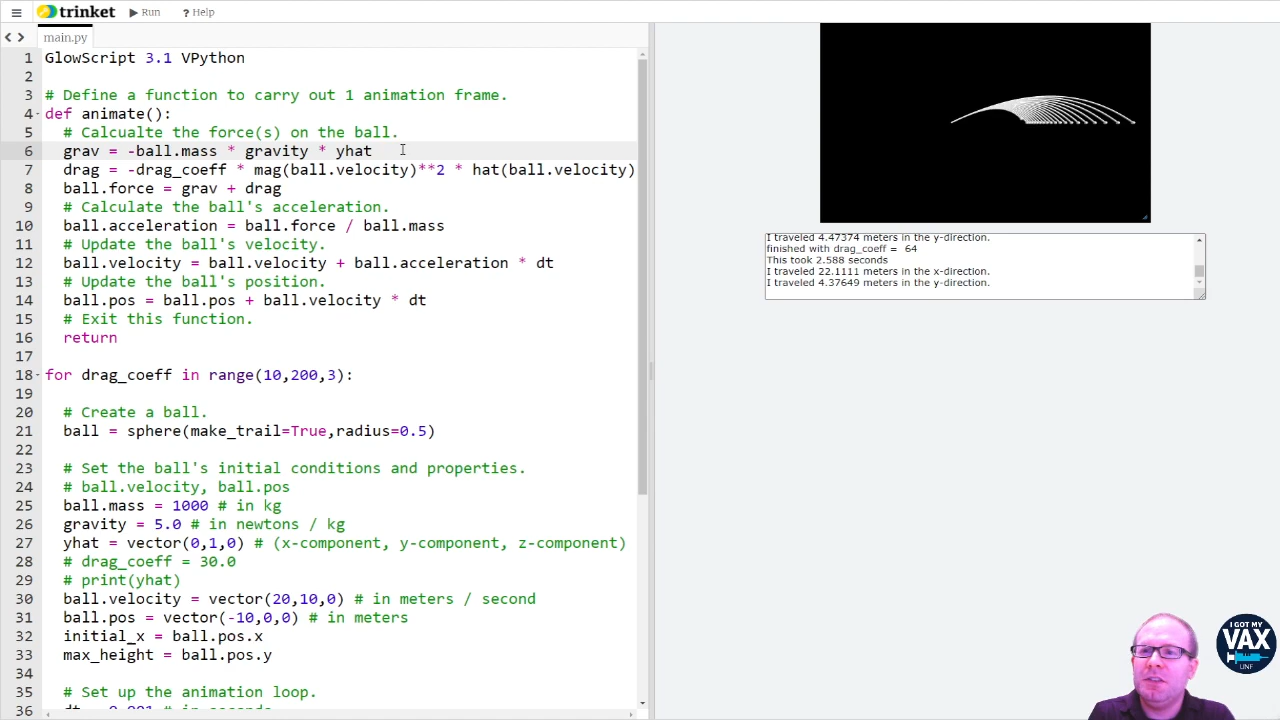 trinket Run Help
main.py
1 GlowScript 3.1 VPython
2
3 # Define a function to carry out 1 animation frame.
4 def animate():
5 # Calcualte the force(s) on the ball.
6 grav = -ball.mass * gravity * yhat
7 drag = -drag_coeff * mag(ball.velocity)**2 * hat(ball.velocity)
8 ball.force = grav + drag
9 # Calculate the ball's acceleration.
10 ball.acceleration = ball.force / ball.mass
11 # Update the ball's velocity.
12 ball.velocity = ball.velocity + ball.acceleration * dt
13 # Update the ball's position.
14 ball.pos = ball.pos + ball.velocity * dt
15 # Exit this function.
16 return
17
18 for drag_coeff in range(10,200,3):
19
20 # Create a ball.
21 ball = sphere(make_trail=True,radius=0.5)
22
23 # Set the ball's initial conditions and properties.
24 # ball.velocity, ball.pos
25 ball.mass = 1000 # in kg
26 gravity = 5.0 # in newtons / kg
27 yhat = vector(0,1,0) # (x-component, y-component, z-component)
28 # drag_coeff = 30.0
29 # print(yhat)
30 ball.velocity = vector(20,10,0) # in meters / second
31 ball.pos = vector(-10,0,0) # in meters
32 initial_x = ball.pos.x
33 max_height = ball.pos.y
34
35 # Set up the animation loop.
36 dt = 0.001 # in seconds
I traveled 4.47374 meters in the y-direction.
finished with drag_coeff = 64
This took 2.588 seconds
I traveled 22.1111 meters in the x-direction.
I traveled 4.37649 meters in the y-direction.
I GOT MY
VAX
UNF